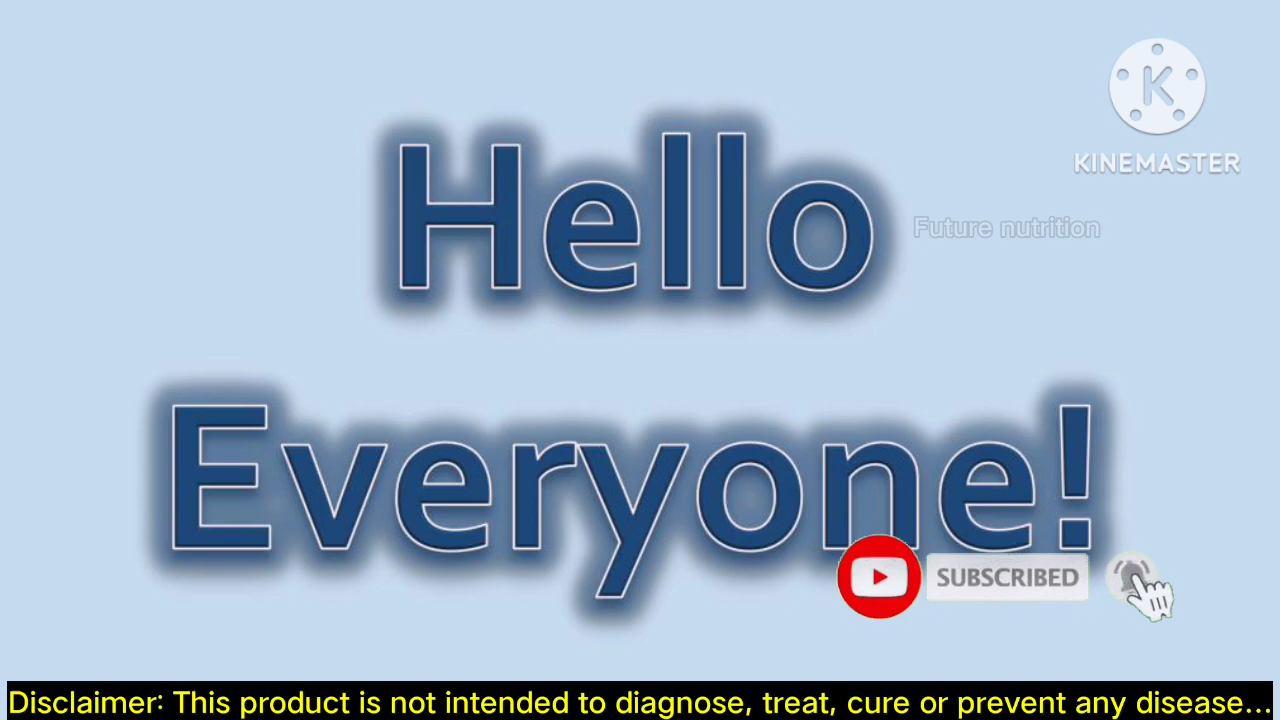 Hello
K
KINEMASTER
Future nutrition
Everyone!
SUBSCRIBED
Disclaimer: This product is not intended to diagnose, treat, cure or prevent any disease...